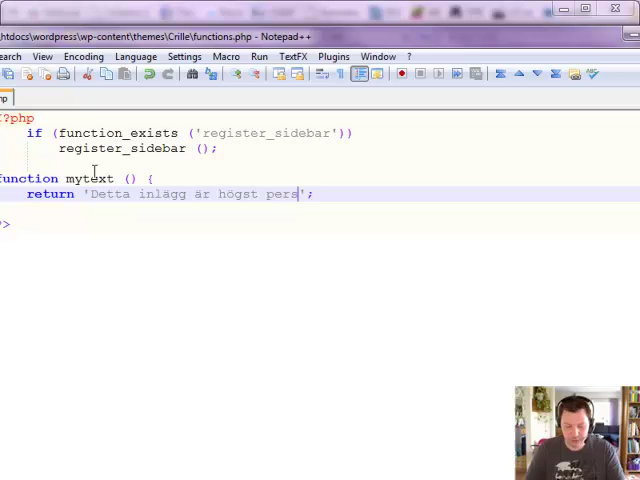 htdocs\wordpress\wp-content\themes\Crille\functions.php - Notepad++
earch View Encoding Language Settings Macro Run TextFX Plugins Window ?
hp
<?php
if (function_exists ('register_sidebar'))
register_sidebar ();
function mytext () {
return 'Detta inlägg är högst pers';
?>